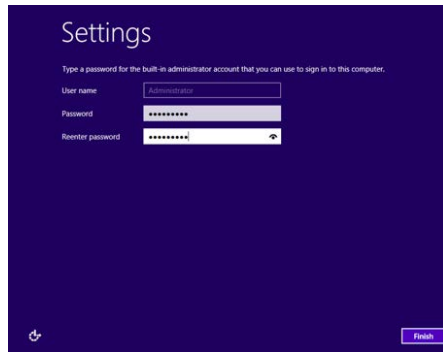 Settings
Type a password for the built-in administrator account that you can use to sign in to this computer.
User name
Administrator
Password
•••••••••
Reenter password
•••••••••
Finish